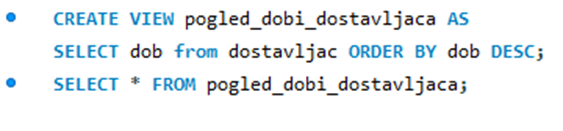 CREATE VIEW pogled_dobi_dostavljaca AS
SELECT dob from dostavljac ORDER BY dob DESC;
SELECT * FROM pogled_dobi_dostavljaca;